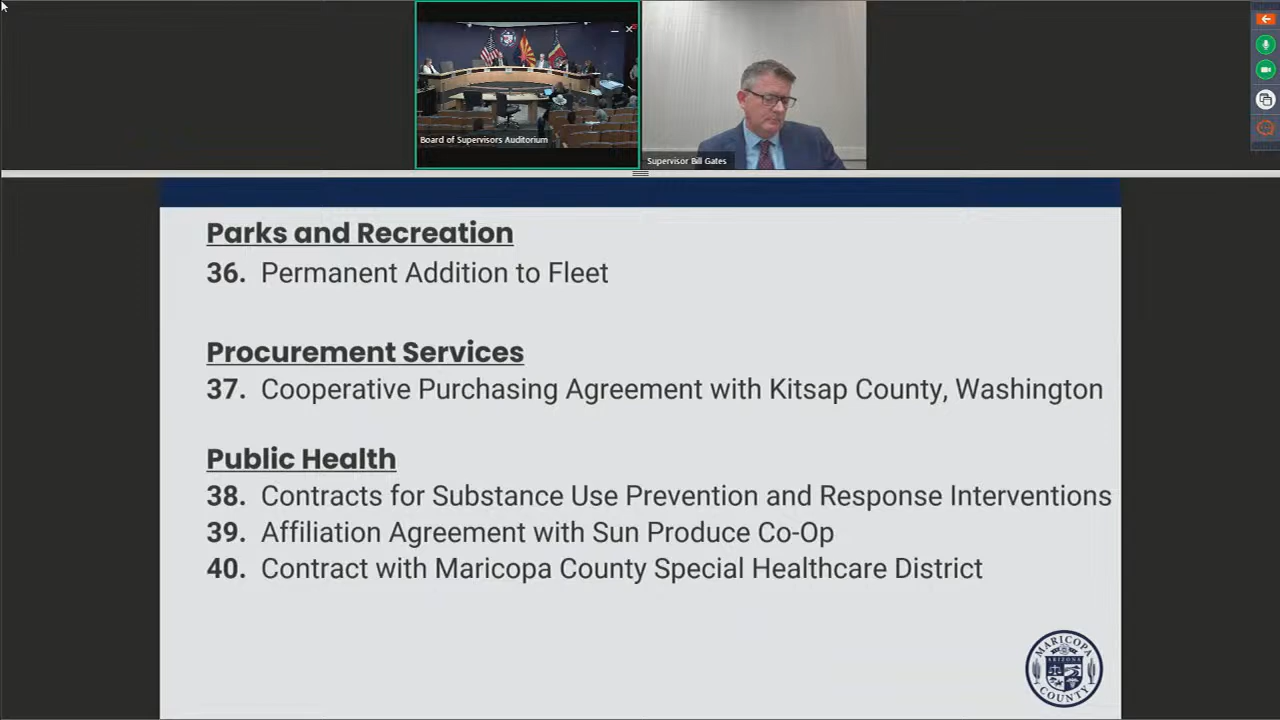 Board of Supervisors Auditorium
Supervisor Bill Gates
Parks and Recreation
36. Permanent Addition to Fleet
Procurement Services
37. Cooperative Purchasing Agreement with Kitsap County, Washington
Public Health
38. Contracts for Substance Use Prevention and Response Interventions
39. Affiliation Agreement with Sun Produce Co-Op
40. Contract with Maricopa County Special Healthcare District
MARICOPA
ARIZONA
COUNTY